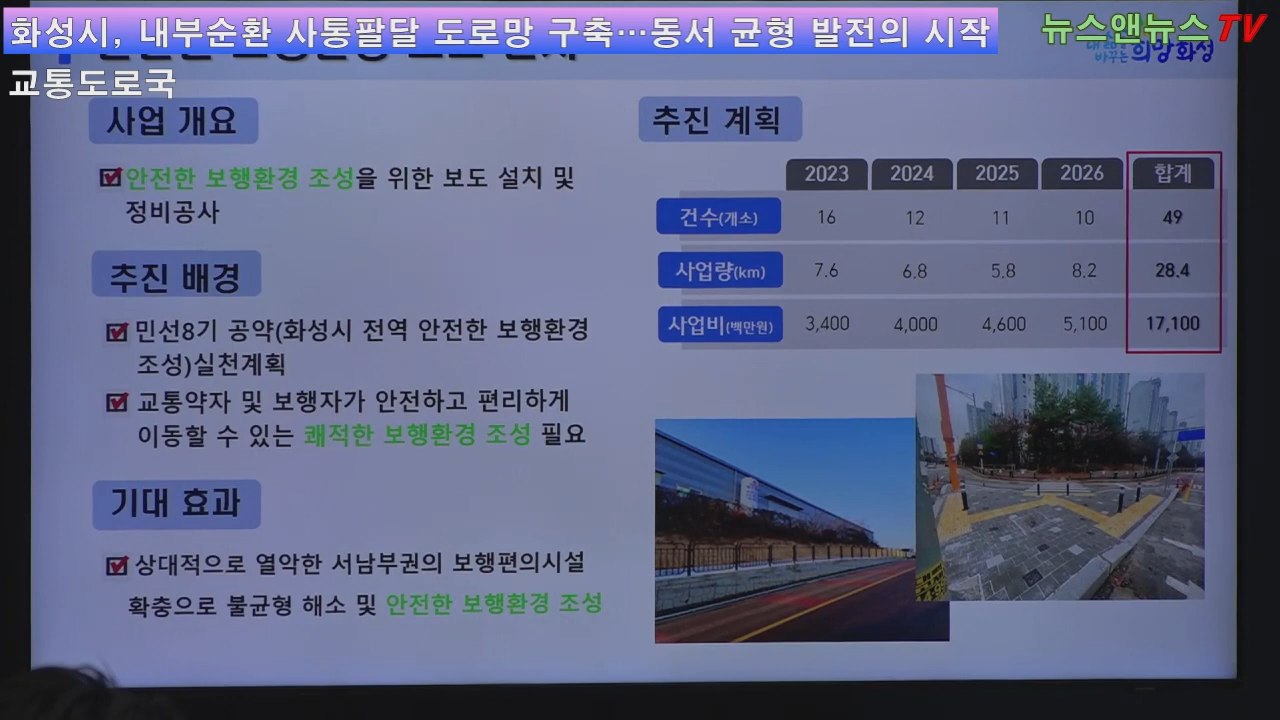 화성시, 내부순환 사통팔달 도로망 구축…동서 균형 발전의 시작
뉴스앤뉴스TV
바꾸는 희망화성
교통도로국
사업 개요
안전한 보행환경 조성을 위한 보도 설치 및
정비공사
추진 배경
민선8기 공약(화성시 전역 안전한 보행환경
조성)실천계획
교통약자 및 보행자가 안전하고 편리하게
이동할 수 있는 쾌적한 보행환경 조성 필요
기대 효과
상대적으로 열악한 서남부권의 보행편의시설
확충으로 불균형 해소 및 안전한 보행환경 조성
추진 계획
2023 2024 2025 2026 합계
건수(개소) 16 12 11 10 49
사업량(km) 7.6 6.8 5.8 8.2 28.4
사업비(백만원) 3,400 4,000 4,600 5,100 17,100